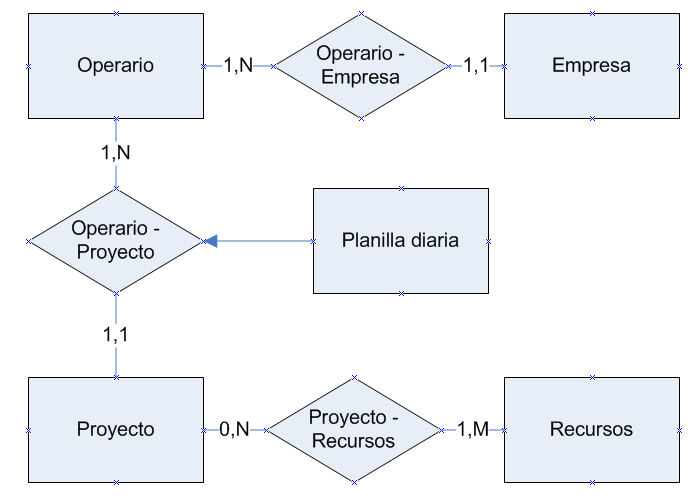 Operario
1,N
Operario -
Empresa
1,1
Empresa
1,N
Operario -
Proyecto
Planilla diaria
1,1
Proyecto
0,N
Proyecto -
Recursos
1,M
Recursos